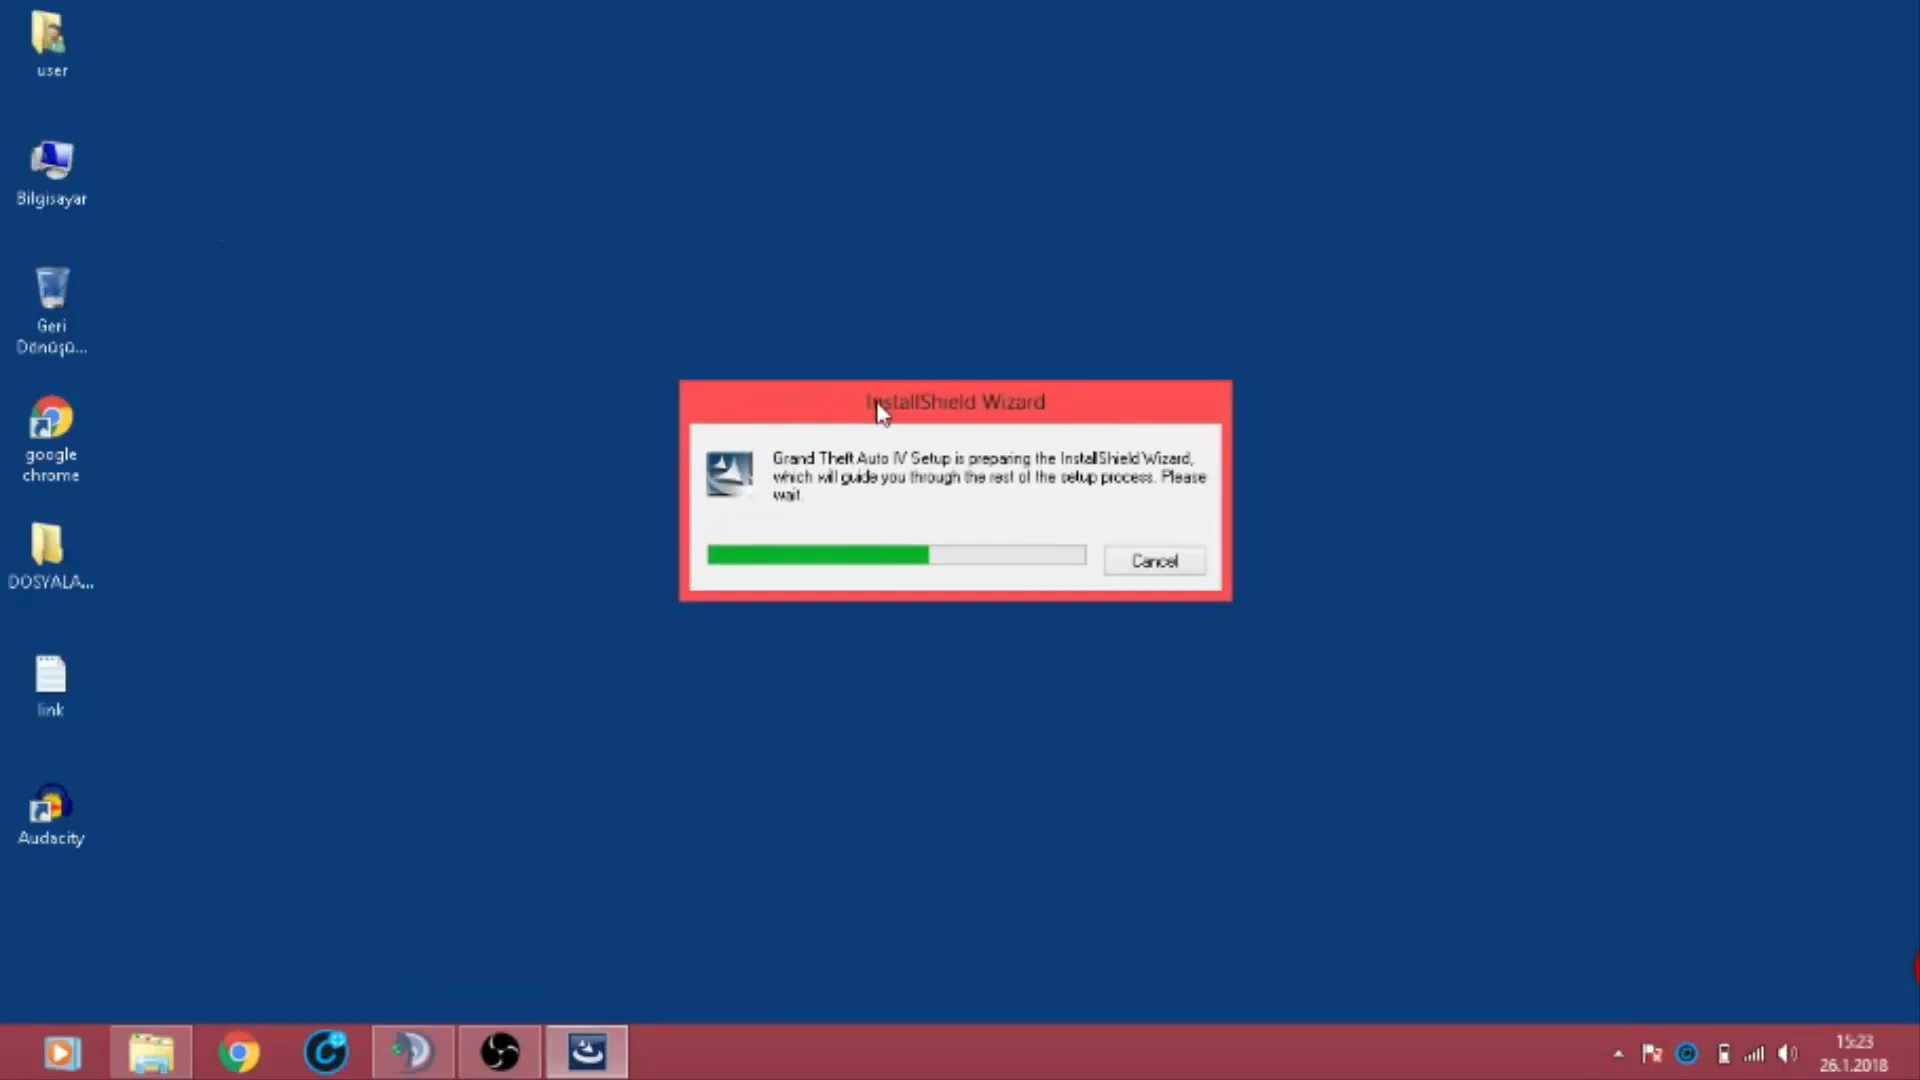 user
Bilgisayar
Geri
Dönüşü...
google
chrome
DOSYALA...
link
Audacity
InstallShield Wizard
Grand Theft Auto IV Setup is preparing the InstallShield Wizard,
which will guide you through the rest of the setup process. Please
wait.
Cancel
15:23
26.1.2018